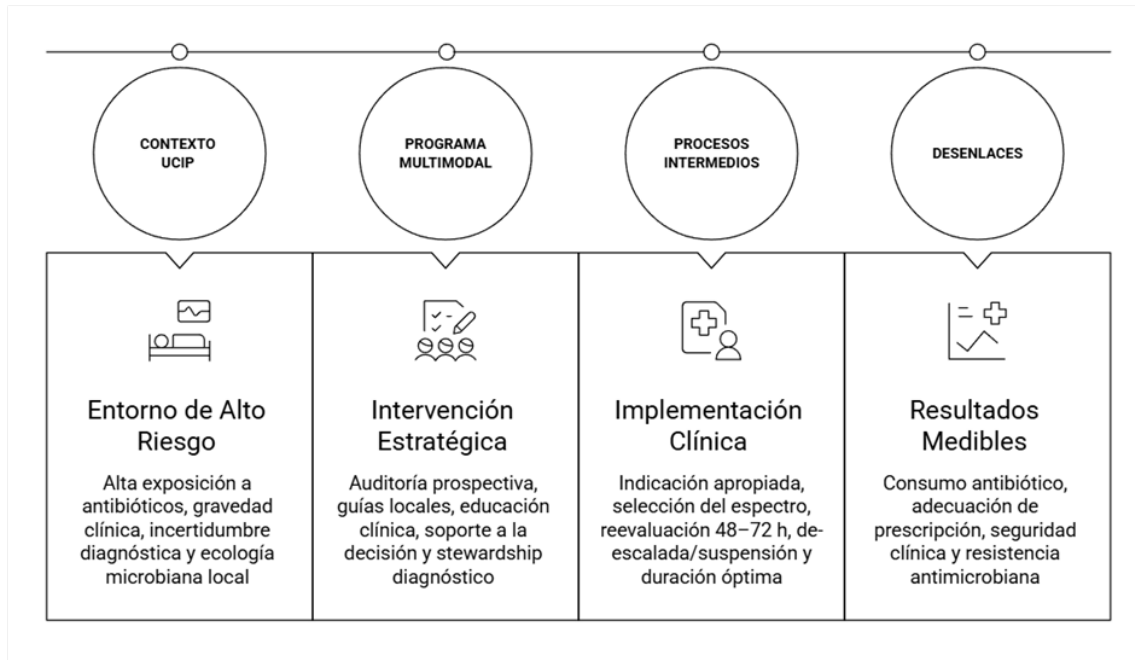 CONTEXTO
UCIP
PROGRAMA
MULTIMODAL
PROCESOS
INTERMEDIOS
DESENLACES
Entorno de Alto
Riesgo
Alta exposición a
antibióticos, gravedad
clínica, incertidumbre
diagnóstica y ecología
microbiana local
Intervención
Estratégica
Auditoría prospectiva,
guías locales, educación
clínica, soporte a la
decisión y stewardship
diagnóstico
Implementación
Clínica
Indicación apropiada,
selección del espectro,
reevaluación 48–72 h, de-
escalada/suspensión y
duración óptima
Resultados
Medibles
Consumo antibiótico,
adecuación de
prescripción, seguridad
clínica y resistencia
antimicrobiana